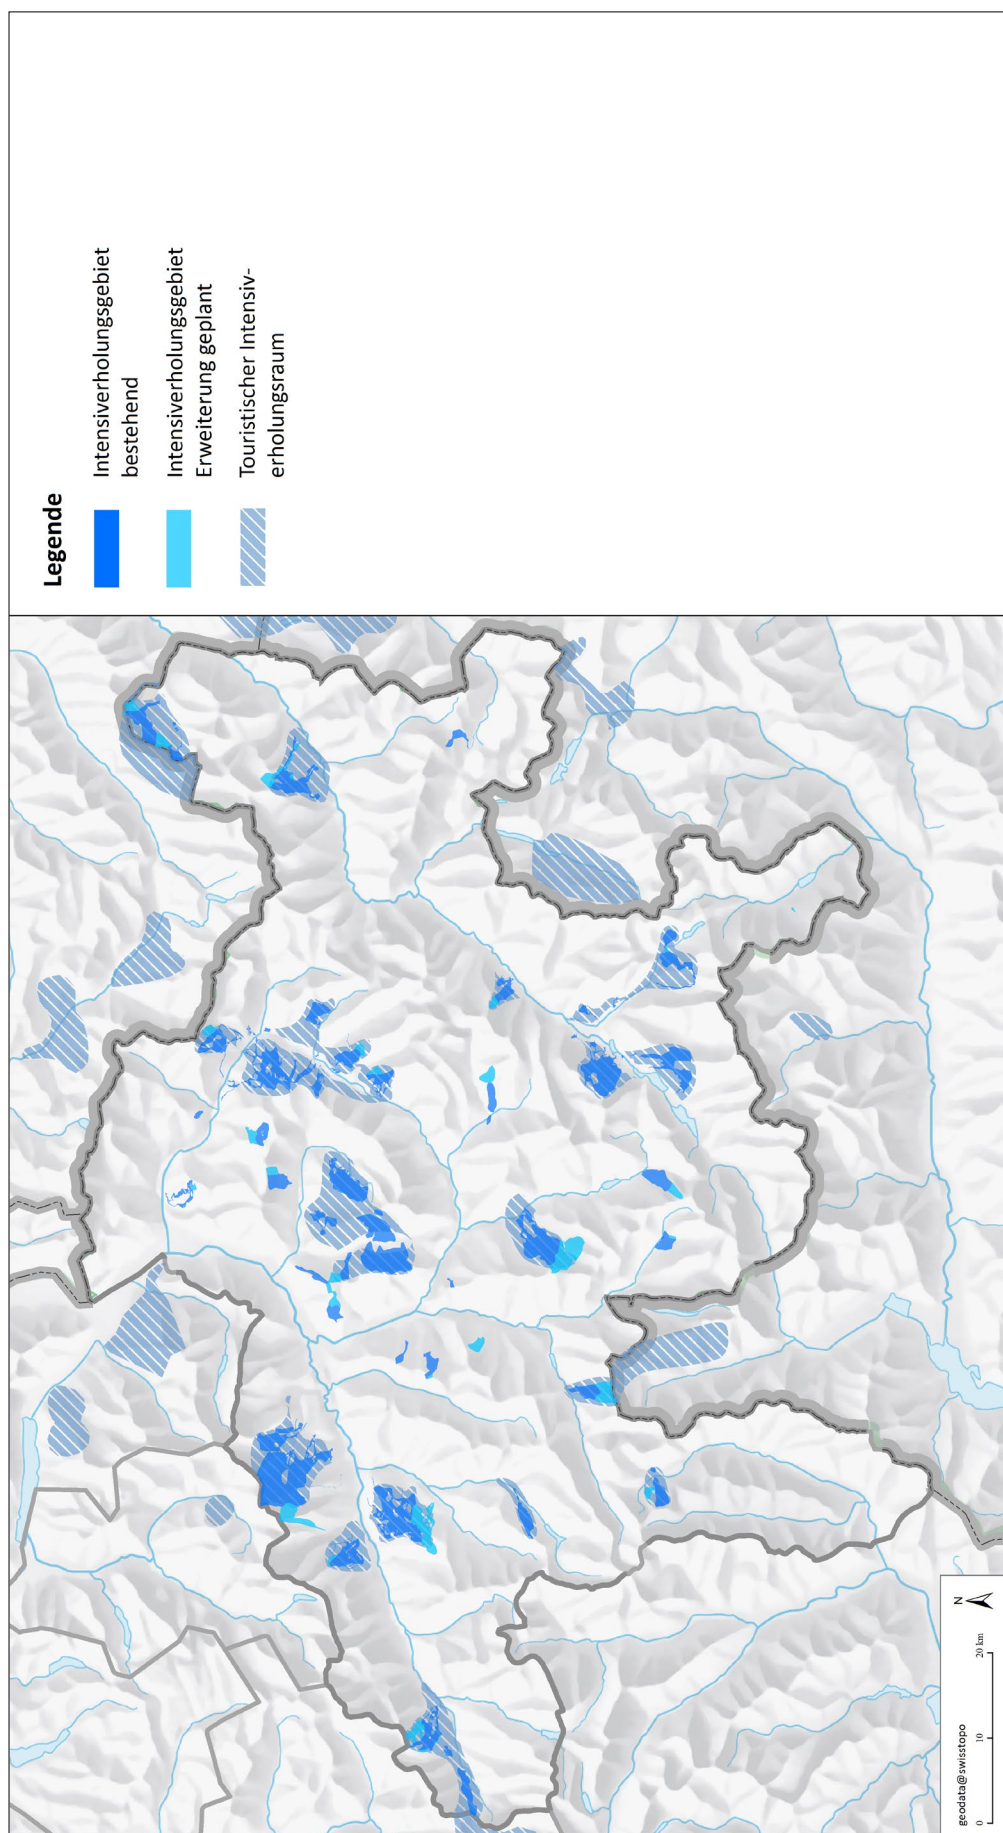 Legende
Intensiverholungsgebiet
bestehend
Intensiverholungsgebiet
Erweiterung geplant
Touristischer Intensiv-
erholungsraum
geodata@swisstopo
N
0 10 20 km